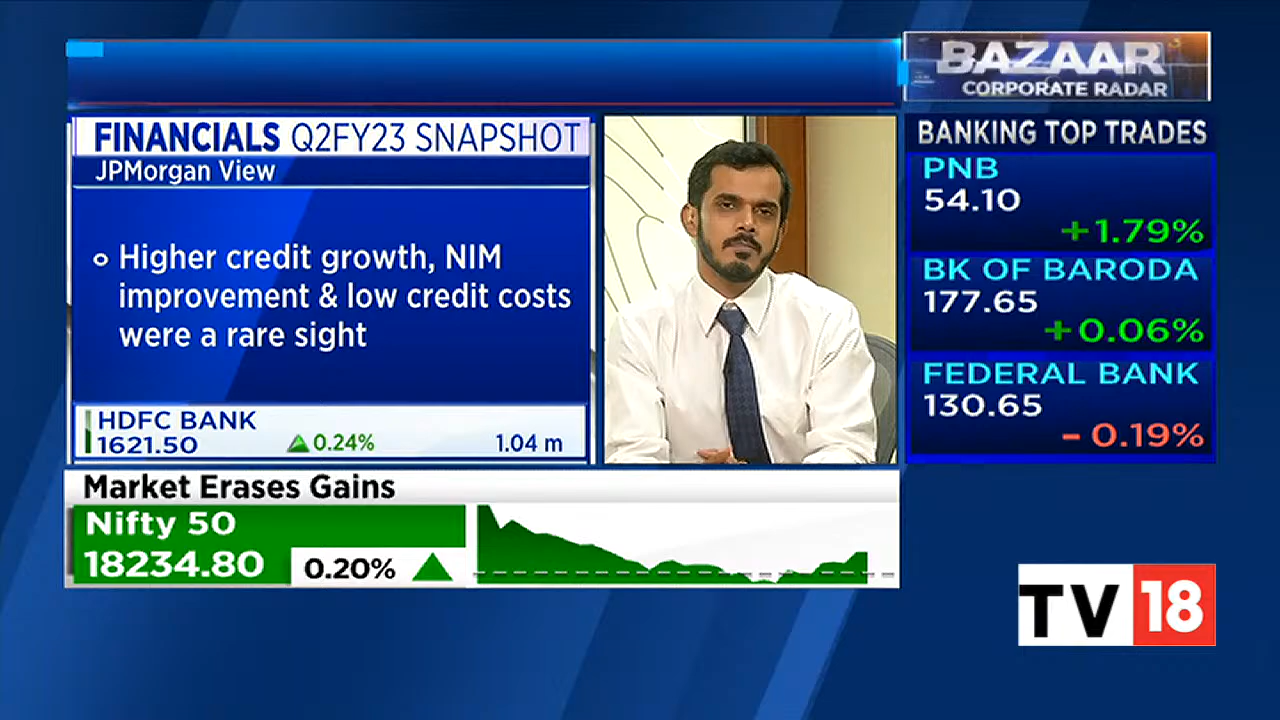 BAZAAR
CORPORATE RADAR
FINANCIALS Q2FY23 SNAPSHOT
JPMorgan View
Higher credit growth, NIM
improvement & low credit costs
were a rare sight
HDFC BANK
1621.50 0.24% 1.04 m
BANKING TOP TRADES
PNB
54.10
+1.79%
BK OF BARODA
177.65
+0.06%
FEDERAL BANK
130.65
- 0.19%
Market Erases Gains
Nifty 50
18234.80 0.20%
TV18